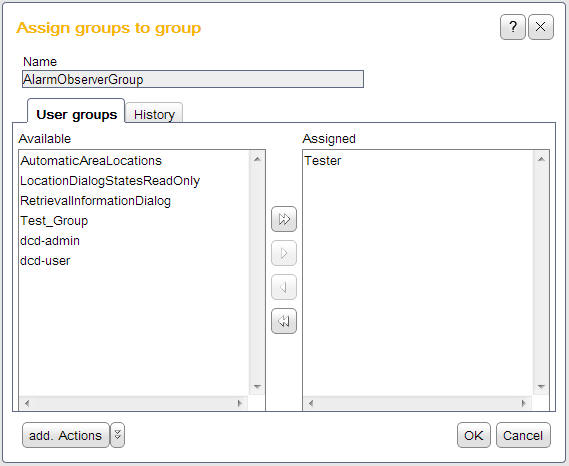 Assign groups to group
?
Name
AlarmObserverGroup
User groups
History
Available
AutomaticAreaLocations
LocationDialogStatesReadOnly
RetrievalInformationDialog
Test_Group
dcd-admin
dcd-user
Assigned
Tester
add. Actions
OK
Cancel